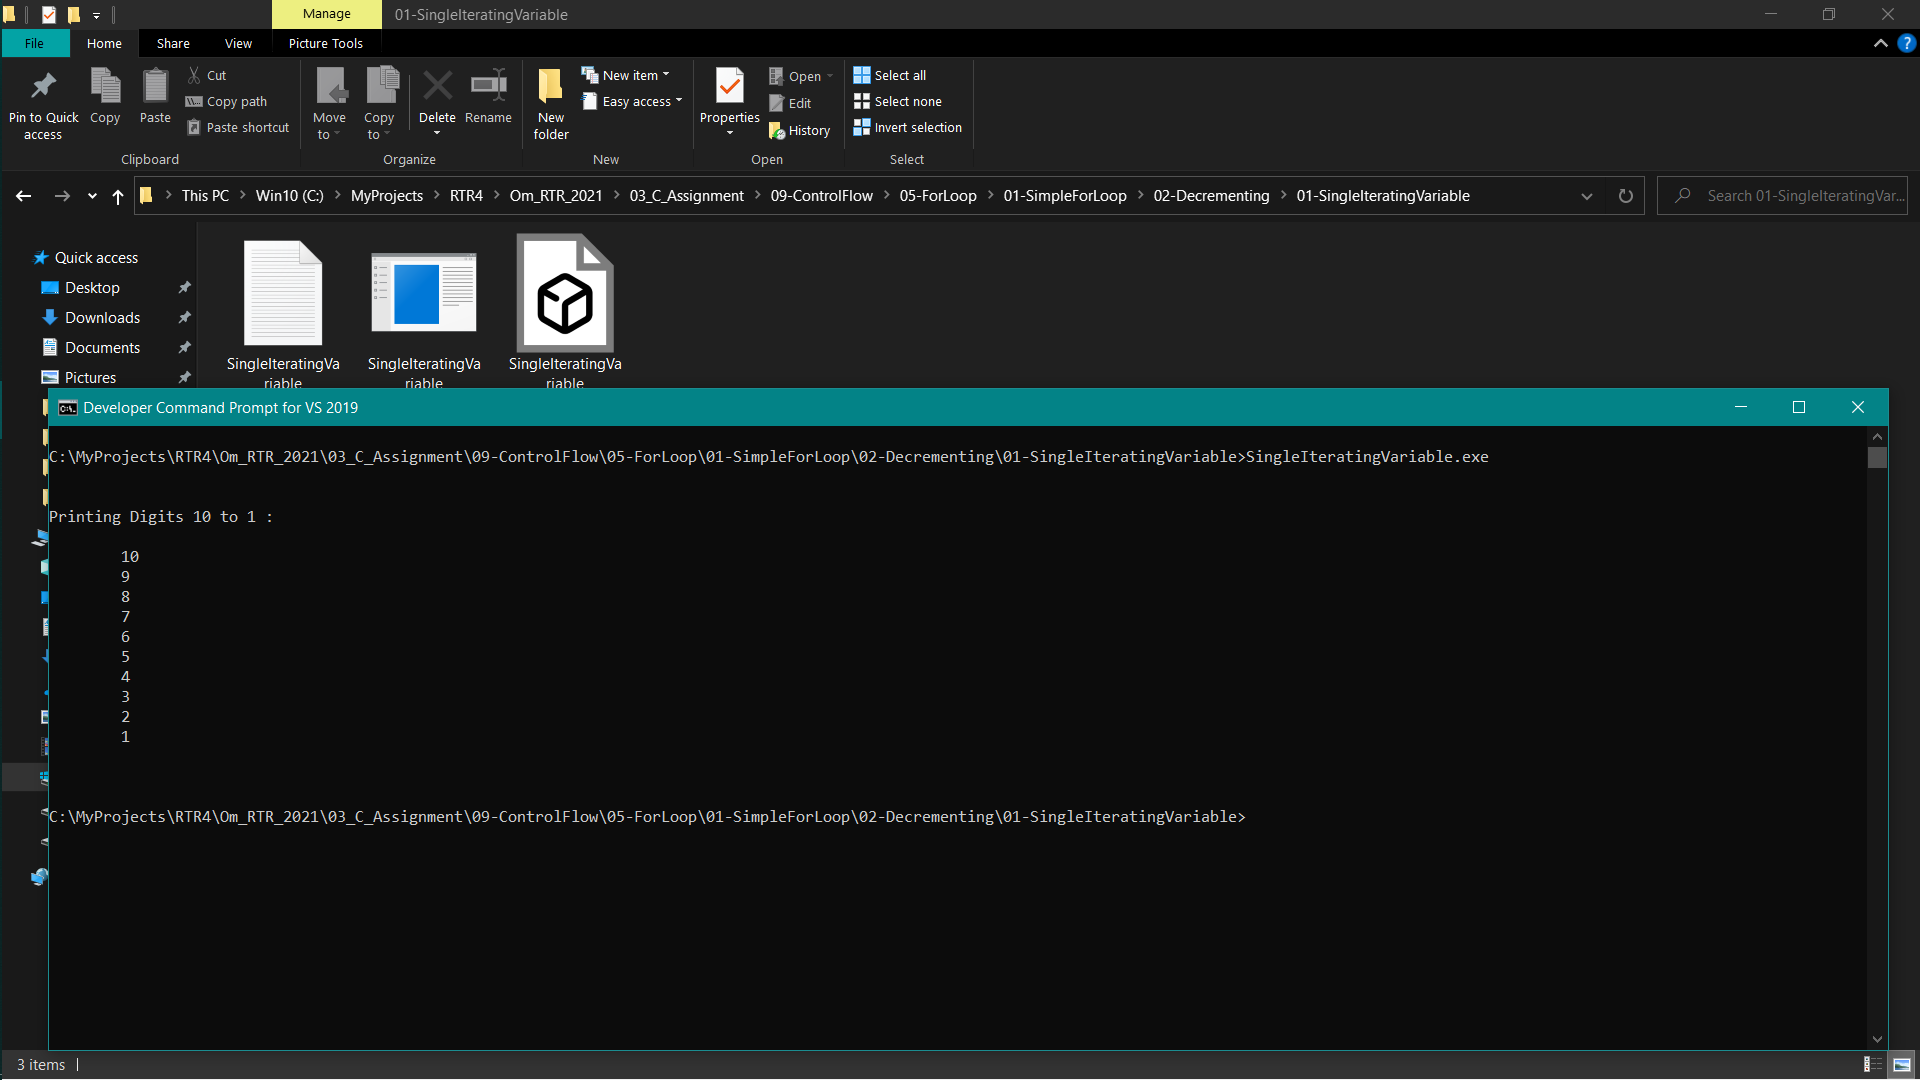 Manage
01-SingleIteratingVariable
File
Home
Share
View
Picture Tools
Pin to Quick access
Copy
Paste
Cut
Copy path
Paste shortcut
Clipboard
Move to
Copy to
Delete
Rename
Organize
New folder
New item
Easy access
New
Properties
Open
Edit
History
Open
Select all
Select none
Invert selection
Select
This PC > Win10 (C:) > MyProjects > RTR4 > Om_RTR_2021 > 03_C_Assignment > 09-ControlFlow > 05-ForLoop > 01-SimpleForLoop > 02-Decrementing > 01-SingleIteratingVariable
Search 01-SingleIteratingVar...
Quick access
Desktop
Downloads
Documents
Pictures
SingleIteratingVa
riable
SingleIteratingVa
riable
SingleIteratingVa
riable
C:\.
Developer Command Prompt for VS 2019
C:\MyProjects\RTR4\Om_RTR_2021\03_C_Assignment\09-ControlFlow\05-ForLoop\01-SimpleForLoop\02-Decrementing\01-SingleIteratingVariable>SingleIteratingVariable.exe
Printing Digits 10 to 1 :
10
9
8
7
6
5
4
3
2
1
C:\MyProjects\RTR4\Om_RTR_2021\03_C_Assignment\09-ControlFlow\05-ForLoop\01-SimpleForLoop\02-Decrementing\01-SingleIteratingVariable>
3 items